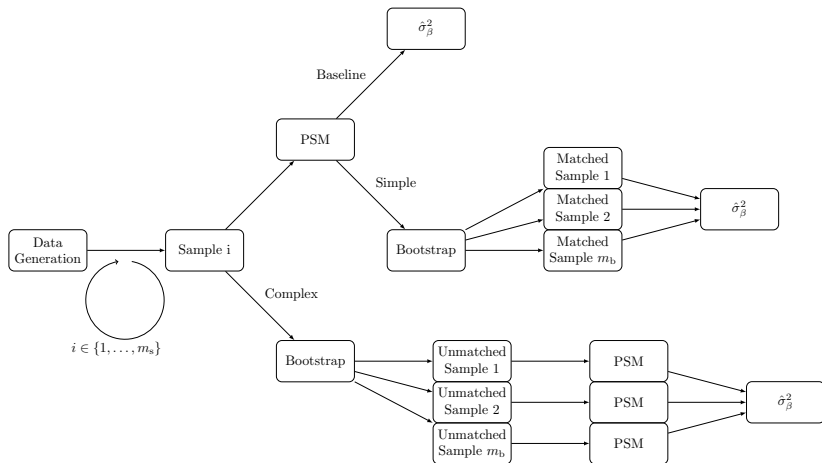 σ̂²_β
Baseline
PSM
Matched
Sample 1
Simple
Matched
Sample 2
σ̂²_β
Data
Generation
Sample i
Bootstrap
Matched
Sample m_b
Complex
i ∈ {1, . . . , m_s}
Bootstrap
Unmatched
Sample 1
PSM
Unmatched
Sample 2
PSM
σ̂²_β
Unmatched
Sample m_b
PSM